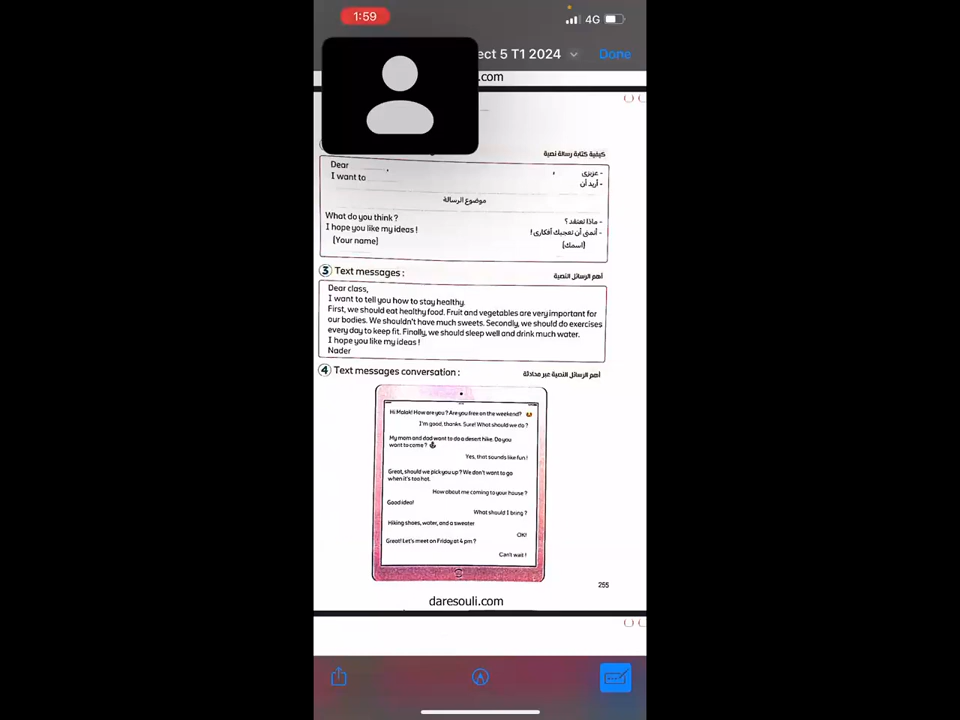 1:59
4G
ect 5 T1 2024
Done
.com
كيفية كتابة رسالة نصية
Dear ,
- عزيزى ,
I want to
- أريد أن
موضوع الرسالة
What do you think ?
- ماذا تعتقد ؟
I hope you like my ideas !
- أتمنى أن تعجبك أفكارى !
[Your name]
[اسمك]
3 Text messages :
أهم الرسائل النصية
Dear class,
I want to tell you how to stay healthy.
First, we should eat healthy food. Fruit and vegetables are very important for
our bodies. We shouldn't have much sweets. Secondly, we should do exercises
every day to keep fit. Finally, we should sleep well and drink much water.
I hope you like my ideas !
Nader
4 Text messages conversation :
أهم الرسائل النصية عبر محادثة
Hi Malak! How are you ? Are you free on the weekend?
I'm good, thanks. Sure! What should we do ?
My mom and dad want to do a desert hike. Do you
want to come ?
Yes, that sounds like fun !
Great, should we pick you up ? We don't want to go
when it's too hot.
How about me coming to your house ?
Good idea!
What should I bring ?
Hiking shoes, water, and a sweater
OK!
Great! Let's meet on Friday at 4 pm ?
Can't wait !
255
daresouli.com